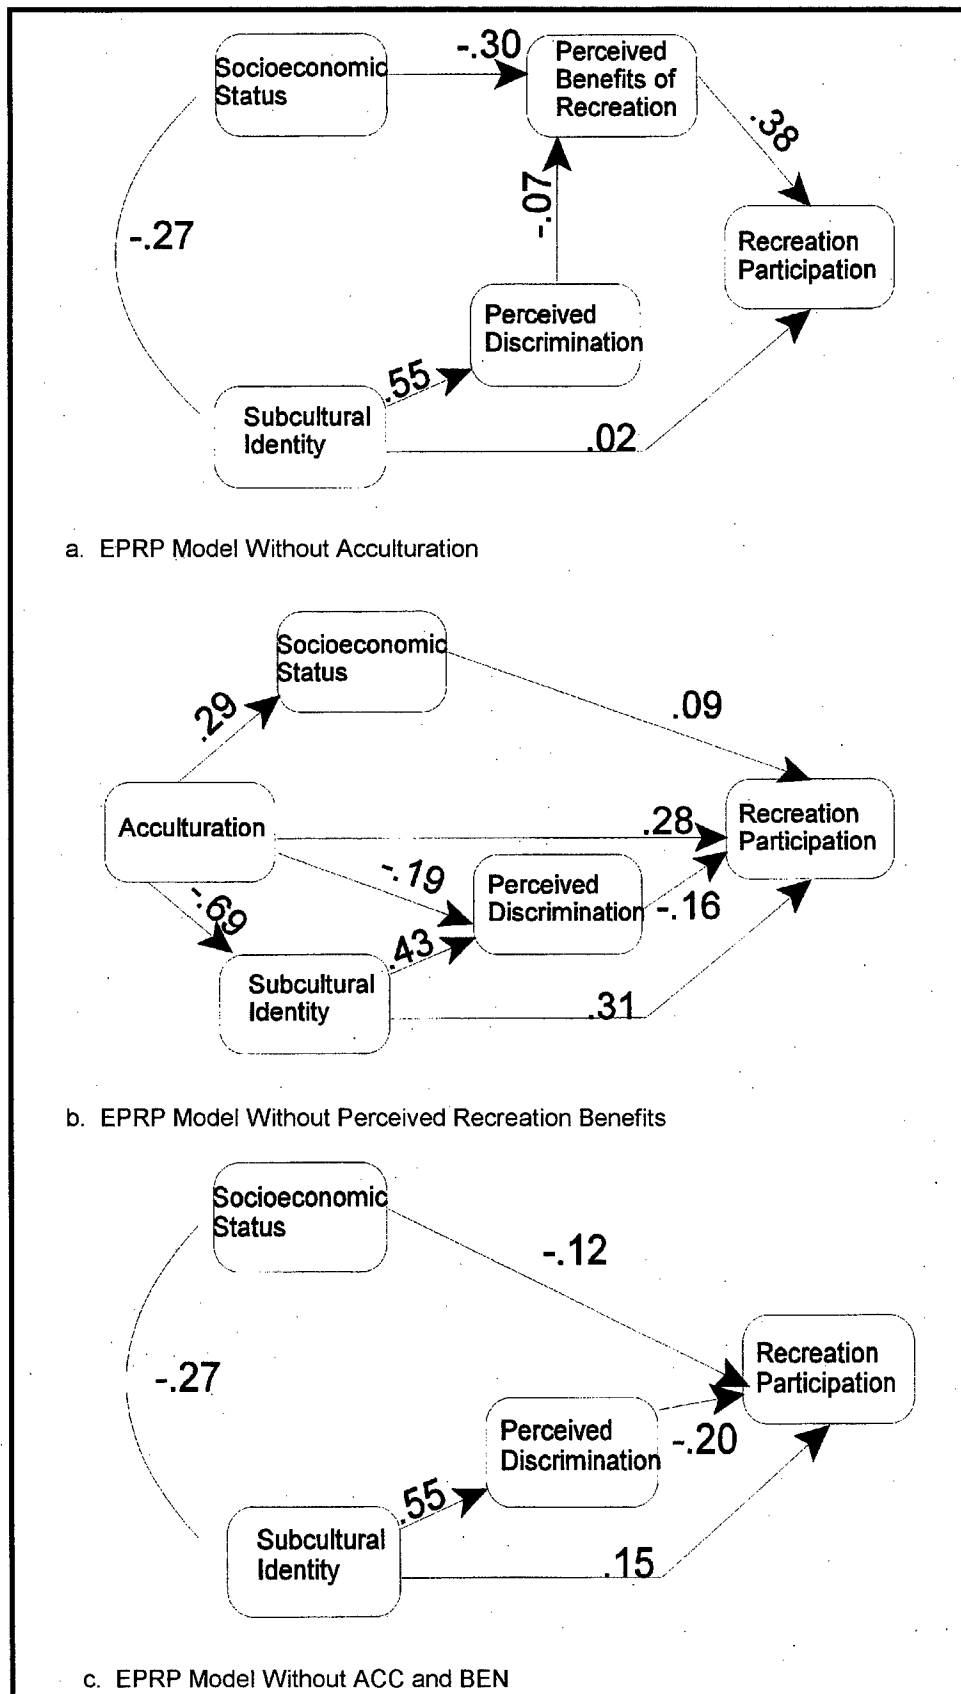 Socioeconomic
Status
-.30
Perceived
Benefits of
Recreation
.38
-.27
-.07
Recreation
Participation
Perceived
Discrimination
.55
Subcultural
Identity
.02
a. EPRP Model Without Acculturation
Socioeconomic
Status
.29
.09
Acculturation
.28
Recreation
Participation
-.19
Perceived
Discrimination
-.16
-.69
.43
Subcultural
Identity
.31
b. EPRP Model Without Perceived Recreation Benefits
Socioeconomic
Status
-.12
-.27
Recreation
Participation
Perceived
Discrimination
-.20
.55
Subcultural
Identity
.15
c. EPRP Model Without ACC and BEN